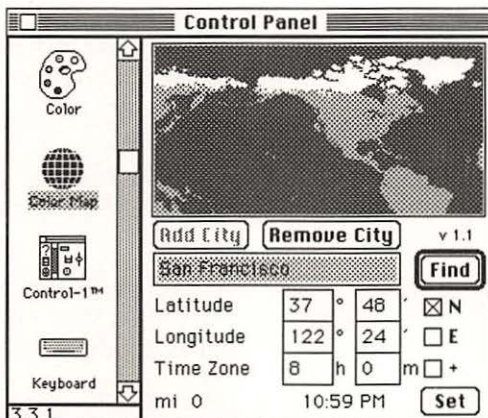 Control Panel
Color
Color Map
Control-1™
Keyboard
3.3.1
Add City
Remove City
v 1.1
San Francisco
Find
Latitude 37 ° 48 ′ N
Longitude 122 ° 24 ′ E
Time Zone 8 h 0 m +
mi 0 10:59 PM Set